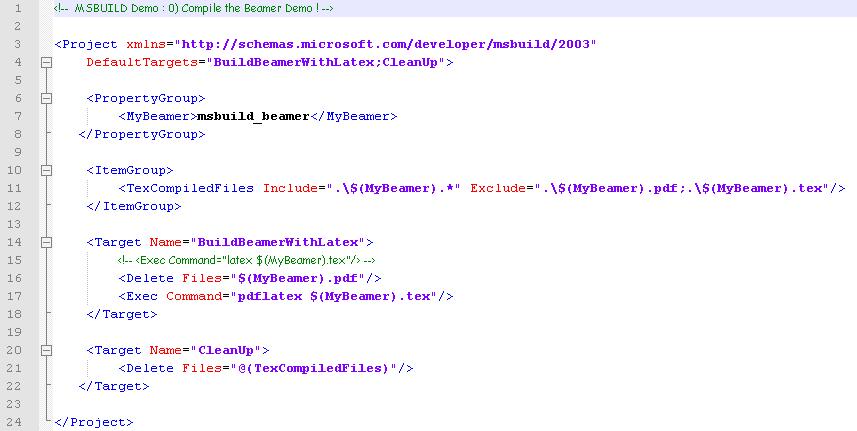 1 <!-- MSBUILD Demo : 0) Compile the Beamer Demo ! -->
2
3 <Project xmlns="http://schemas.microsoft.com/developer/msbuild/2003"
4 DefaultTargets="BuildBeamerWithLatex;CleanUp">
5
6 <PropertyGroup>
7 <MyBeamer>msbuild_beamer</MyBeamer>
8 </PropertyGroup>
9
10 <ItemGroup>
11 <TexCompiledFiles Include=".\$(MyBeamer).*" Exclude=".\$(MyBeamer).pdf;.\$(MyBeamer).tex"/>
12 </ItemGroup>
13
14 <Target Name="BuildBeamerWithLatex">
15 <!-- <Exec Command="latex $(MyBeamer).tex"/> -->
16 <Delete Files="$(MyBeamer).pdf"/>
17 <Exec Command="pdflatex $(MyBeamer).tex"/>
18 </Target>
19
20 <Target Name="CleanUp">
21 <Delete Files="@(TexCompiledFiles)"/>
22 </Target>
23
24 </Project>